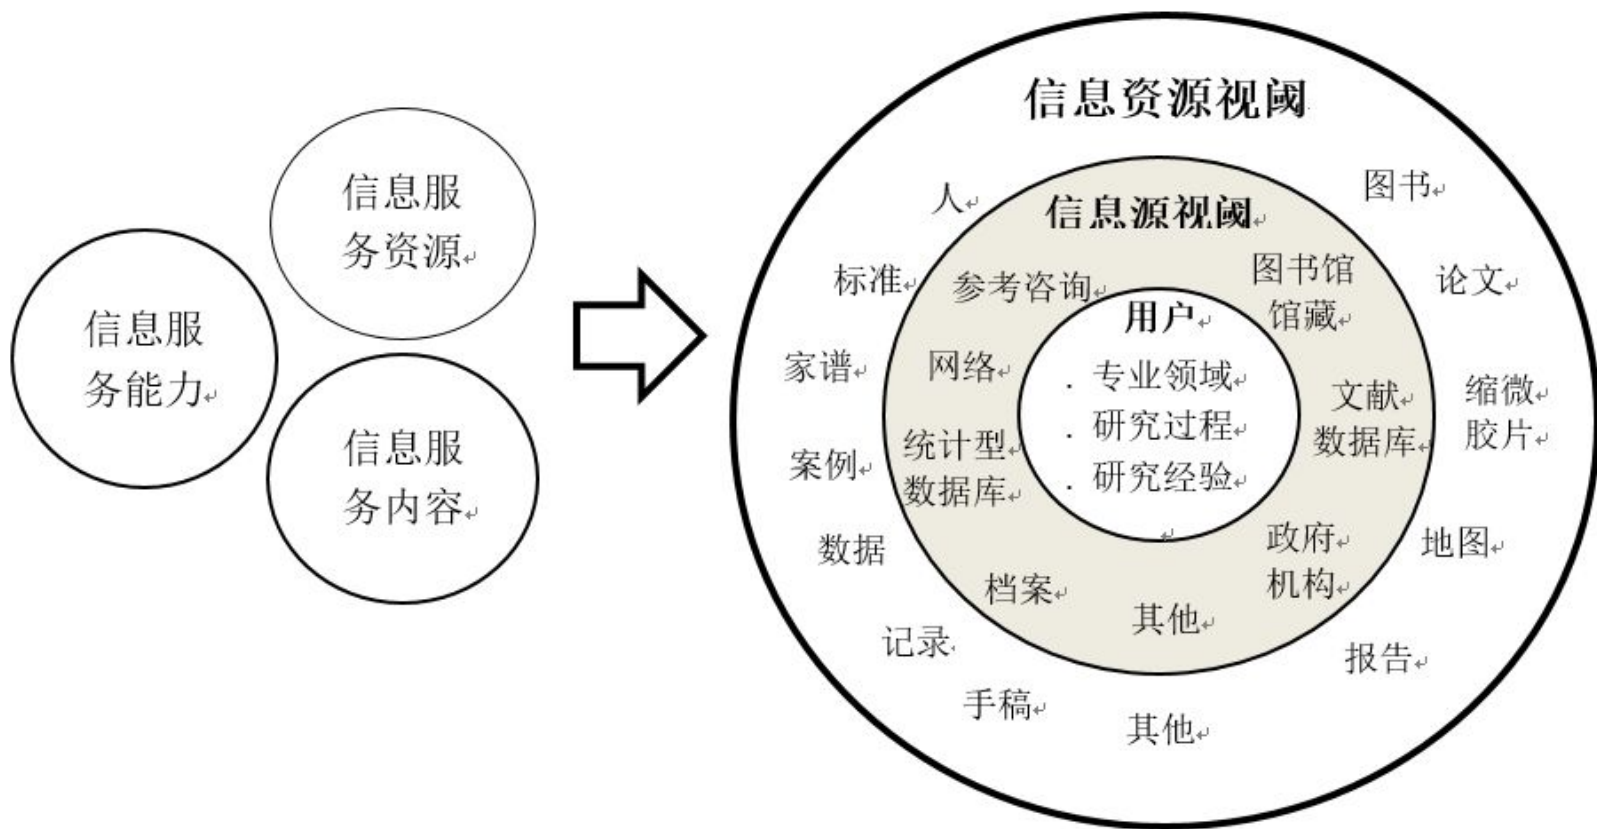 信息服
务资源
信息服
务能力
信息服
务内容
信息资源视阈
人
图书
标准
论文
家谱
缩微
胶片
案例
数据
地图
记录
报告
手稿
其他
信息源视阈
参考咨询
图书馆
馆藏
网络
文献
数据库
统计型
数据库
政府
机构
档案
其他
用户
. 专业领域
. 研究过程
. 研究经验